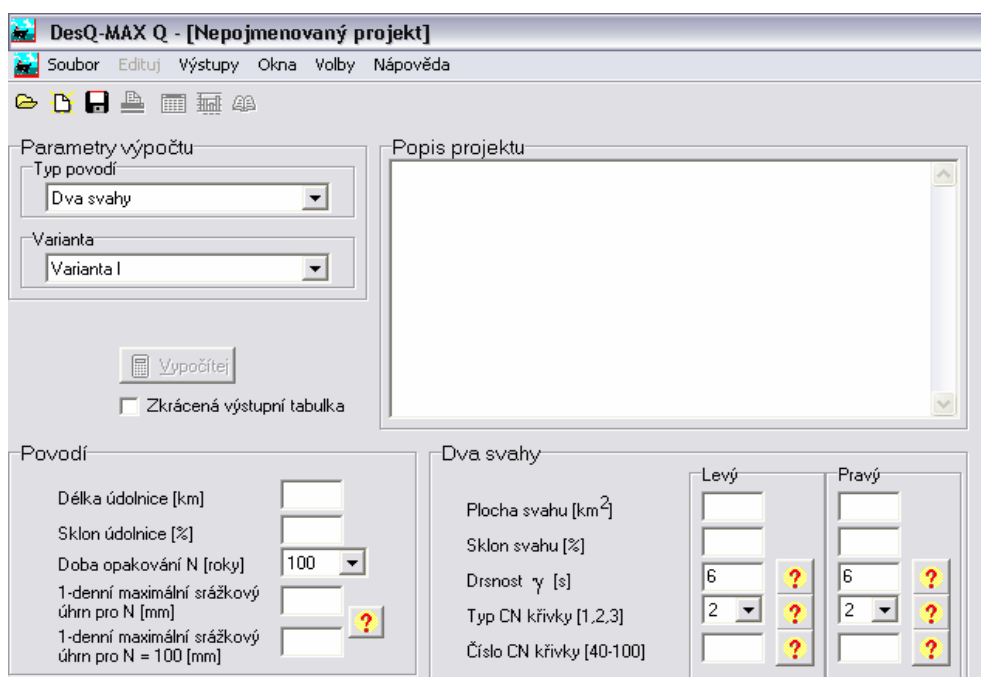 DesQ-MAX Q - [Nepojmenovaný projekt]
Soubor Edituj Výstupy Okna Volby Nápověda
Parametry výpočtu
Typ povodí
Dva svahy
Varianta
Varianta I
Vypočítej
Zkrácená výstupní tabulka
Popis projektu
Povodí
Délka údolnice [km]
Sklon údolnice [%]
Doba opakování N [roky] 100
1-denní maximální srážkový
úhrn pro N [mm]
?
1-denní maximální srážkový
úhrn pro N = 100 [mm]
Dva svahy
Levý Pravý
Plocha svahu [km²]
Sklon svahu [%]
Drsnost γ [s] 6 ? 6 ?
Typ CN křivky [1,2,3] 2 ? 2 ?
Číslo CN křivky [40-100] ? ?